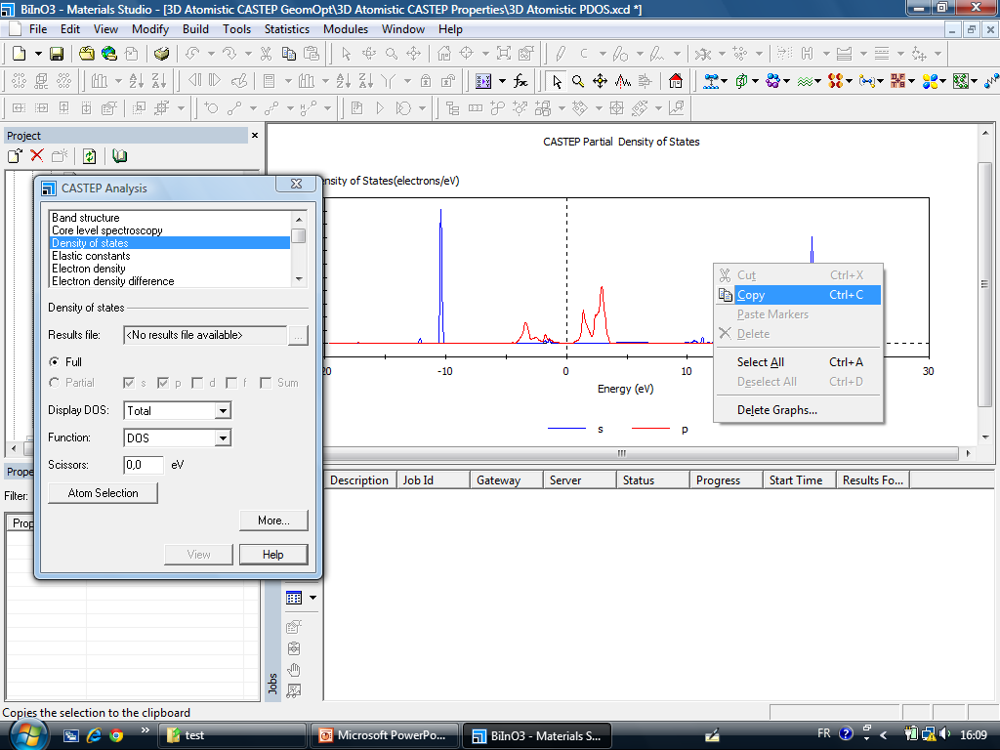 BiInO3 - Materials Studio - [3D Atomistic CASTEP GeomOpt\3D Atomistic CASTEP Properties\3D Atomistic PDOS.xcd *]
File Edit View Modify Build Tools Statistics Modules Window Help
Project
CASTEP Analysis
Band structure
Core level spectroscopy
Density of states
Elastic constants
Electron density
Electron density difference
Density of states
Results file: <No results file available> ...
Full
Partial s p d f Sum
Display DOS: Total
Function: DOS
Scissors: 0,0 eV
Atom Selection
More...
View Help
Filter:
CASTEP Partial Density of States
ensity of States(electrons/eV)
20 -10 0 10 30
Energy (eV)
s p
Cut Ctrl+X
Copy Ctrl+C
Paste Markers
Delete
Select All Ctrl+A
Deselect All Ctrl+D
Delete Graphs...
Description Job Id Gateway Server Status Progress Start Time Results Fo...
Jobs
Copies the selection to the clipboard
test Microsoft PowerPo... BiInO3 - Materials S... FR 16:09